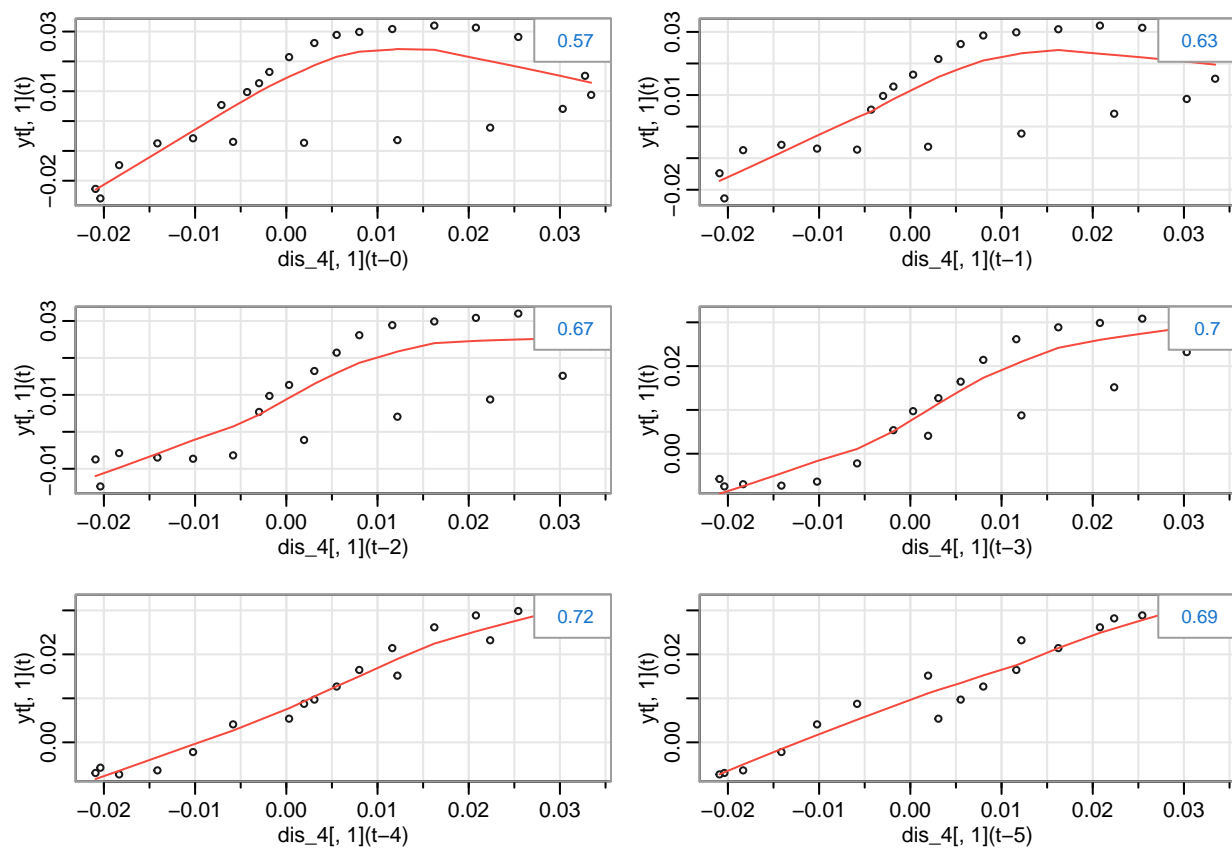 0.57
yt[, 1](t)
−0.02 0.01 0.03
−0.02 −0.01 0.00 0.01 0.02 0.03
dis_4[, 1](t−0)
0.63
yt[, 1](t)
−0.02 0.01 0.03
−0.02 −0.01 0.00 0.01 0.02 0.03
dis_4[, 1](t−1)
0.67
yt[, 1](t)
−0.01 0.01 0.03
−0.02 −0.01 0.00 0.01 0.02 0.03
dis_4[, 1](t−2)
0.7
yt[, 1](t)
0.00 0.02
−0.02 −0.01 0.00 0.01 0.02 0.03
dis_4[, 1](t−3)
0.72
yt[, 1](t)
0.00 0.02
−0.02 −0.01 0.00 0.01 0.02 0.03
dis_4[, 1](t−4)
0.69
yt[, 1](t)
0.00 0.02
−0.02 −0.01 0.00 0.01 0.02 0.03
dis_4[, 1](t−5)